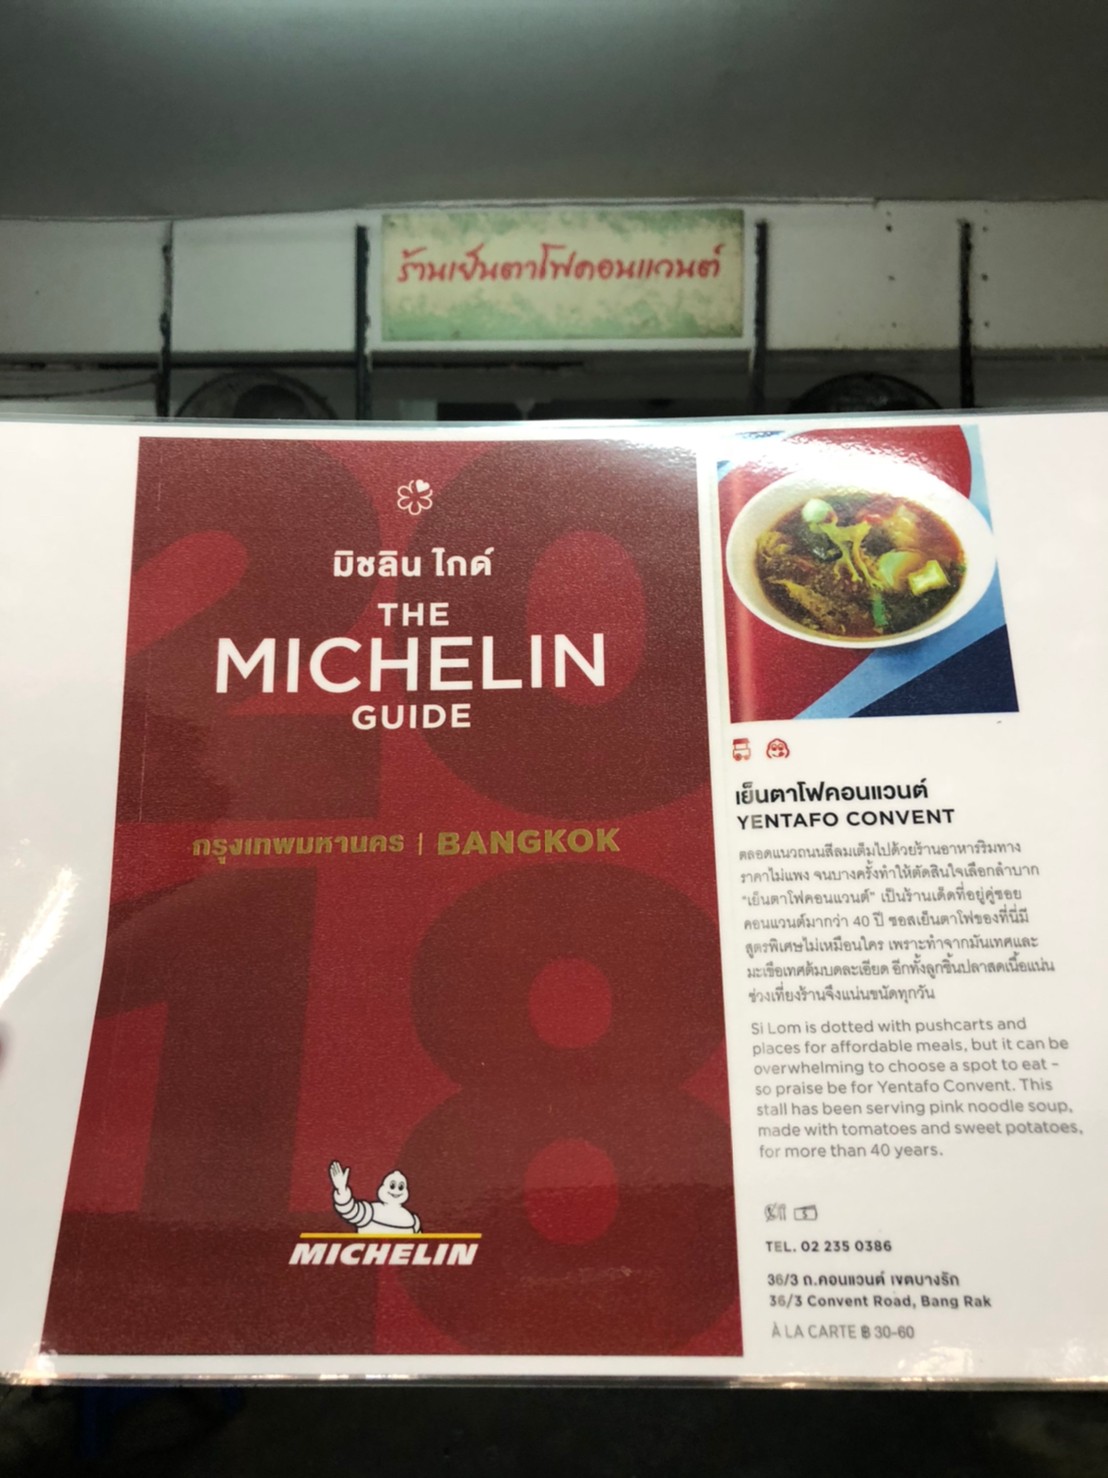 ร้านเย็นตาโฟคอนแวนต์
2018
มิชลิน ไกด์
THE
MICHELIN
GUIDE
กรุงเทพมหานคร | BANGKOK
MICHELIN
เย็นตาโฟคอนแวนต์
YENTAFO CONVENT
ตลอดแนวถนนสีลมเต็มไปด้วยร้านอาหารริมทาง
ราคาไม่แพง จนบางครั้งทำให้ตัดสินใจเลือกลำบาก
"เย็นตาโฟคอนแวนต์" เป็นร้านเด็ดที่อยู่คู่ซอย
คอนแวนต์มากว่า 40 ปี ซอสเย็นตาโฟของที่นี่มี
สูตรพิเศษไม่เหมือนใคร เพราะทำจากมันเทศและ
มะเขือเทศต้มบดละเอียด อีกทั้งลูกชิ้นปลาสดเนื้อแน่น
ช่วงเที่ยงร้านจึงแน่นขนัดทุกวัน
Si Lom is dotted with pushcarts and
places for affordable meals, but it can be
overwhelming to choose a spot to eat –
so praise be for Yentafo Convent. This
stall has been serving pink noodle soup,
made with tomatoes and sweet potatoes,
for more than 40 years.
TEL. 02 235 0386
36/3 ถ.คอนแวนต์ เขตบางรัก
36/3 Convent Road, Bang Rak
À LA CARTE ฿ 30-60